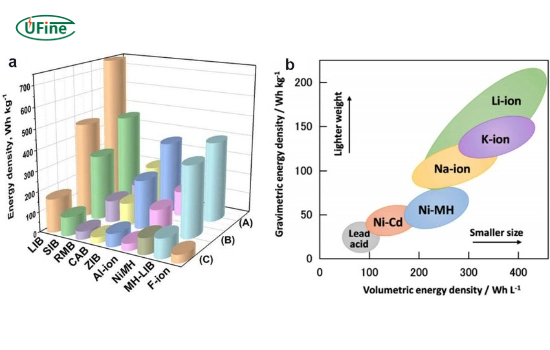 UFine
a
Energy density, Wh kg-1
700
600
500
400
300
200
100
0
LIB
SIB
RMB
CAB
ZIB
Al-ion
NiMH
MH-LIB
F-ion
(A)
(B)
(C)
b
Gravimetric energy density / Wh kg-1
200
150
100
50
0
Lighter weight
Li-ion
K-ion
Na-ion
Ni-MH
Ni-Cd
Lead
acid
Smaller size
0 100 200 300 400
Volumetric energy density / Wh L-1